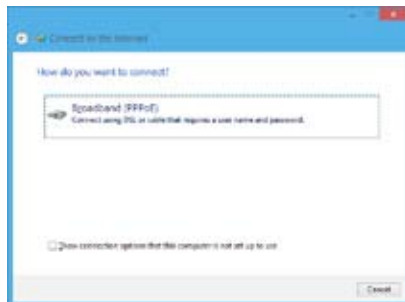 Connect to the Internet
How do you want to connect?
Broadband (PPPoE)
Connect using DSL or cable that requires a user name and password.
Show connection options that this computer is not set up to use
Cancel